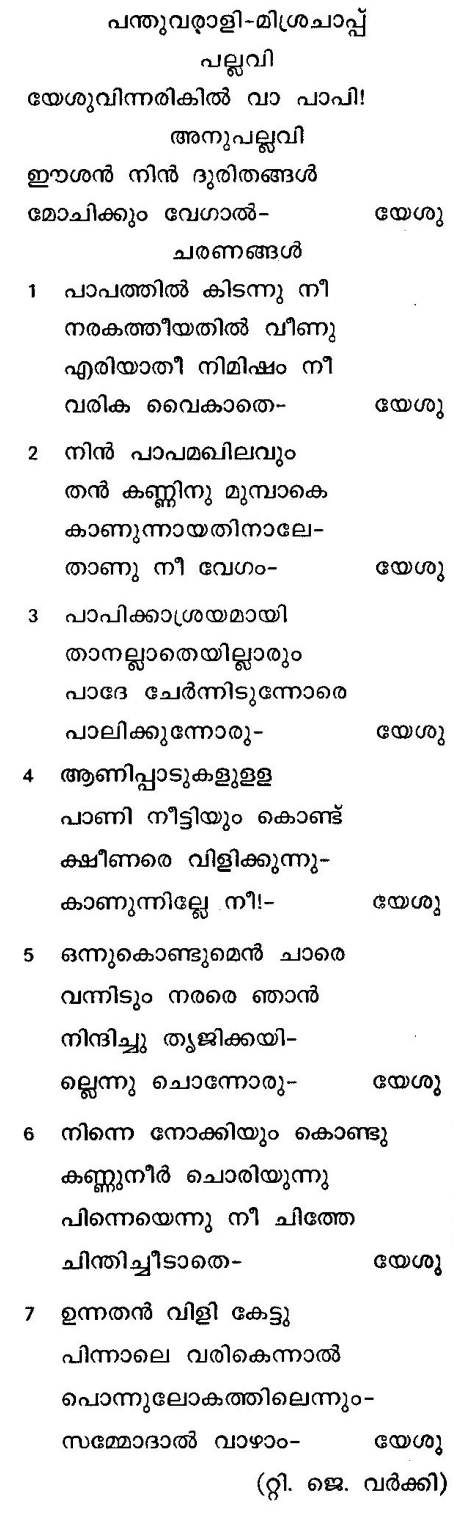 പന്തുവരാളി-മിശ്രചാപ്പ്
പല്ലവി
യേശുവിന്നരികിൽ വാ പാപി!
അനുപല്ലവി
ഈശൻ നിൻ ദുരിതങ്ങൾ
മോചിക്കും വേഗാൽ- യേശു
ചരണങ്ങൾ
1 പാപത്തിൽ കിടന്നു നീ
നരകത്തീയതിൽ വീണു
എരിയാതീ നിമിഷം നീ
വരിക വൈകാതെ- യേശു
2 നിൻ പാപമഖിലവും
തൻ കണ്ണിനു മുമ്പാകെ
കാണുന്നായതിനാലേ-
താണു നീ വേഗം- യേശു
3 പാപിക്കാശ്രയമായി
താനല്ലാതെയില്ലാരും
പാദേ ചേർന്നിടുന്നോരെ
പാലിക്കുന്നോരു- യേശു
4 ആണിപ്പാടുകളുളള
പാണി നീട്ടിയും കൊണ്ട്
ക്ഷീണരെ വിളിക്കുന്നു-
കാണുന്നില്ലേ നീ!- യേശു
5 ഒന്നുകൊണ്ടുമെൻ ചാരെ
വന്നിടും നരരെ ഞാൻ
നിന്ദിച്ചു തൃജിക്കയി-
ല്ലെന്നു ചൊന്നോരു- യേശു
6 നിന്നെ നോക്കിയും കൊണ്ടു
കണ്ണുനീർ ചൊരിയുന്നു
പിന്നെയെന്നു നീ ചിത്തേ
ചിന്തിച്ചീടാതെ- യേശു
7 ഉന്നതൻ വിളി കേട്ടു
പിന്നാലെ വരികെന്നാൽ
പൊന്നുലോകത്തിലെന്നും-
സമ്മോദാൽ വാഴാം- യേശു
(റ്റി. ജെ. വർക്കി)